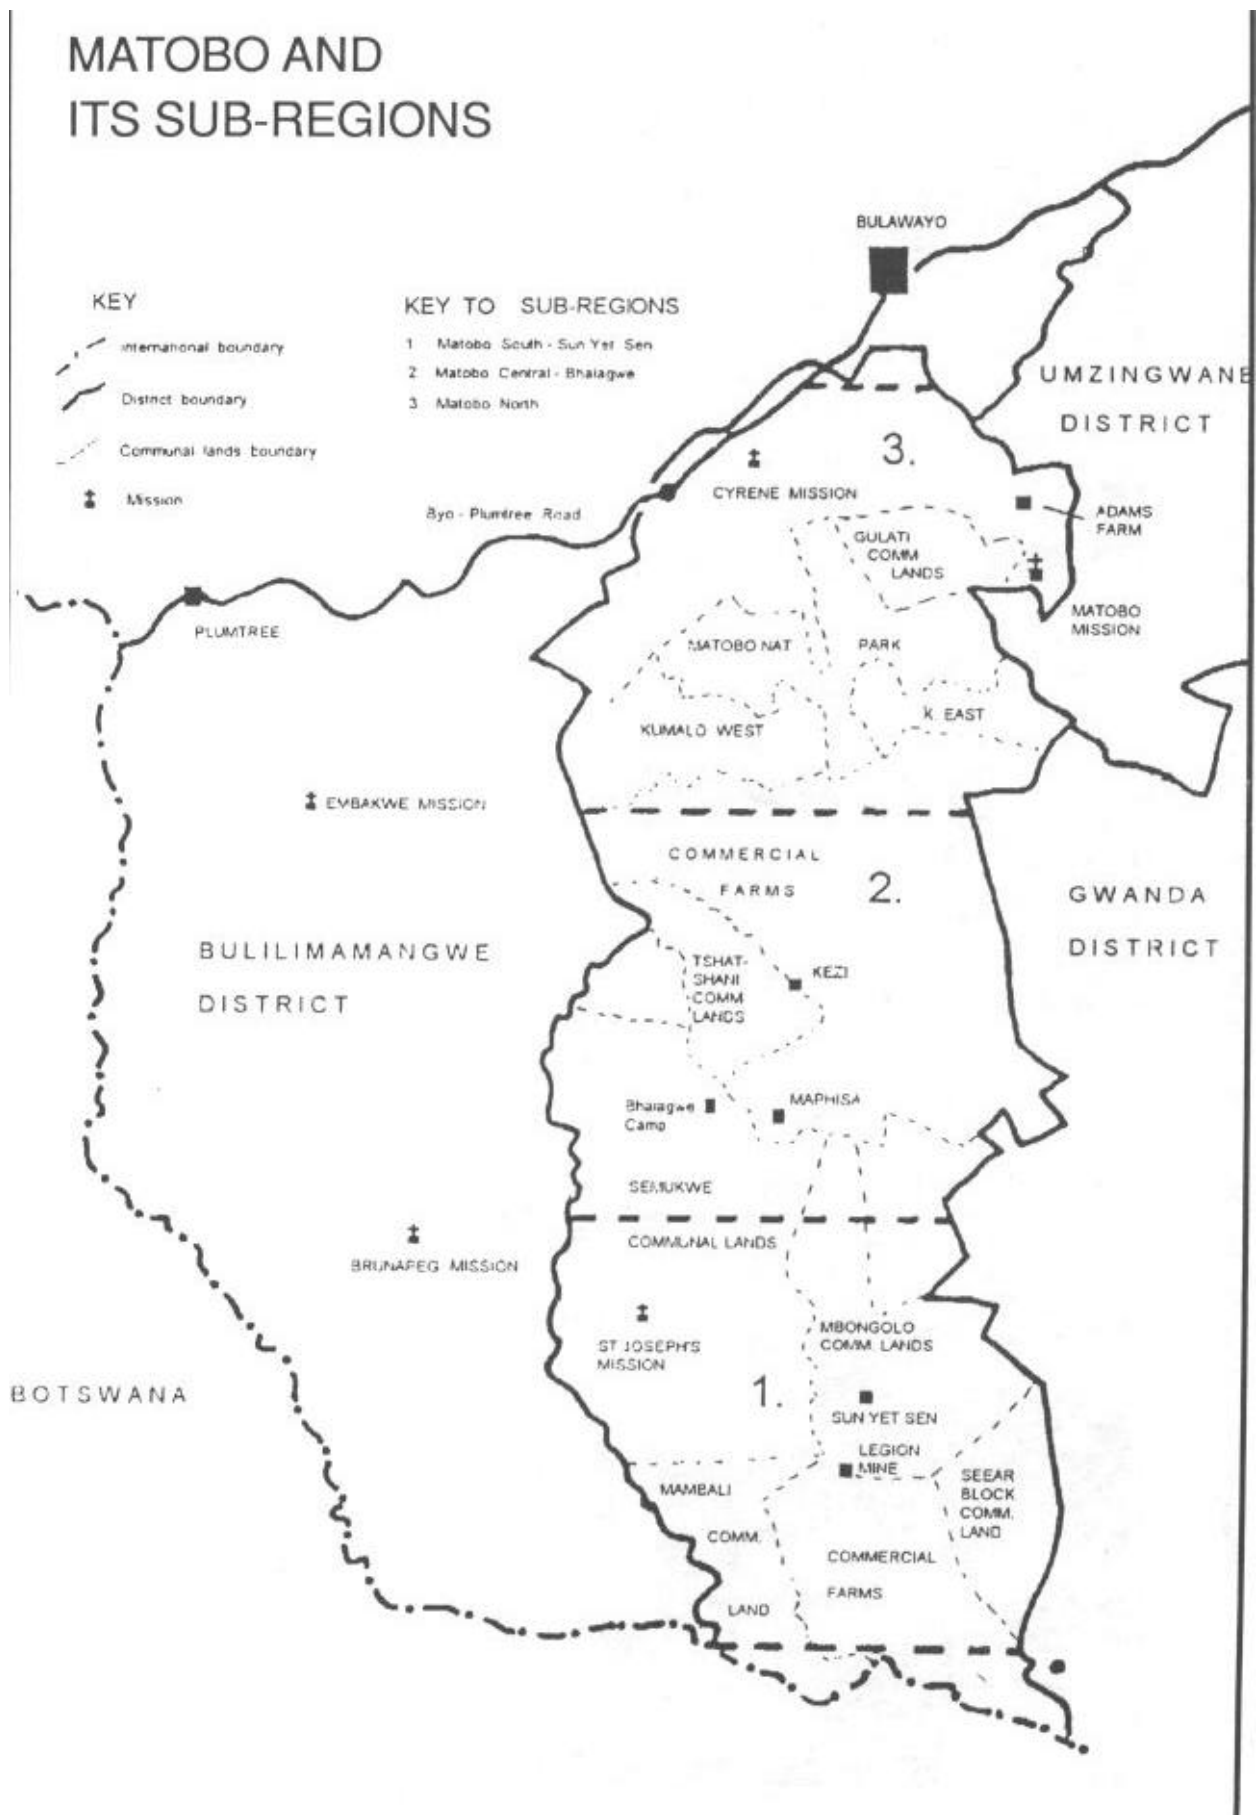 MATOBO AND
ITS SUB-REGIONS
BULAWAYO
KEY
International boundary
District boundary
Communal lands boundary
Mission
KEY TO SUB-REGIONS
1 Matobo South - Sun Yet Sen
2 Matobo Central - Bhalagwe
3 Matobo North
UMZINGWANE
DISTRICT
3.
CYRENE MISSION
Byo - Plumtree Road
ADAMS
FARM
GULATI
COMM
LANDS
PLUMTREE
MATOBO
MISSION
MATOBO NAT
PARK
KUMALO WEST
K. EAST
EMBAKWE MISSION
COMMERCIAL
FARMS
2.
GWANDA
DISTRICT
BULILIMAMANGWE
DISTRICT
TSHAT-
SHANI
COMM
LANDS
KEZI
Bhalagwe
Camp
MAPHISA
SEMUKWE
COMMUNAL LANDS
BRUNAPEG MISSION
ST JOSEPH'S
MISSION
MBONGOLO
COMM. LANDS
1.
BOTSWANA
SUN YET SEN
LEGION
MINE
SEEAR
BLOCK
COMM.
LAND
MAMBALI
COMM.
LAND
COMMERCIAL
FARMS